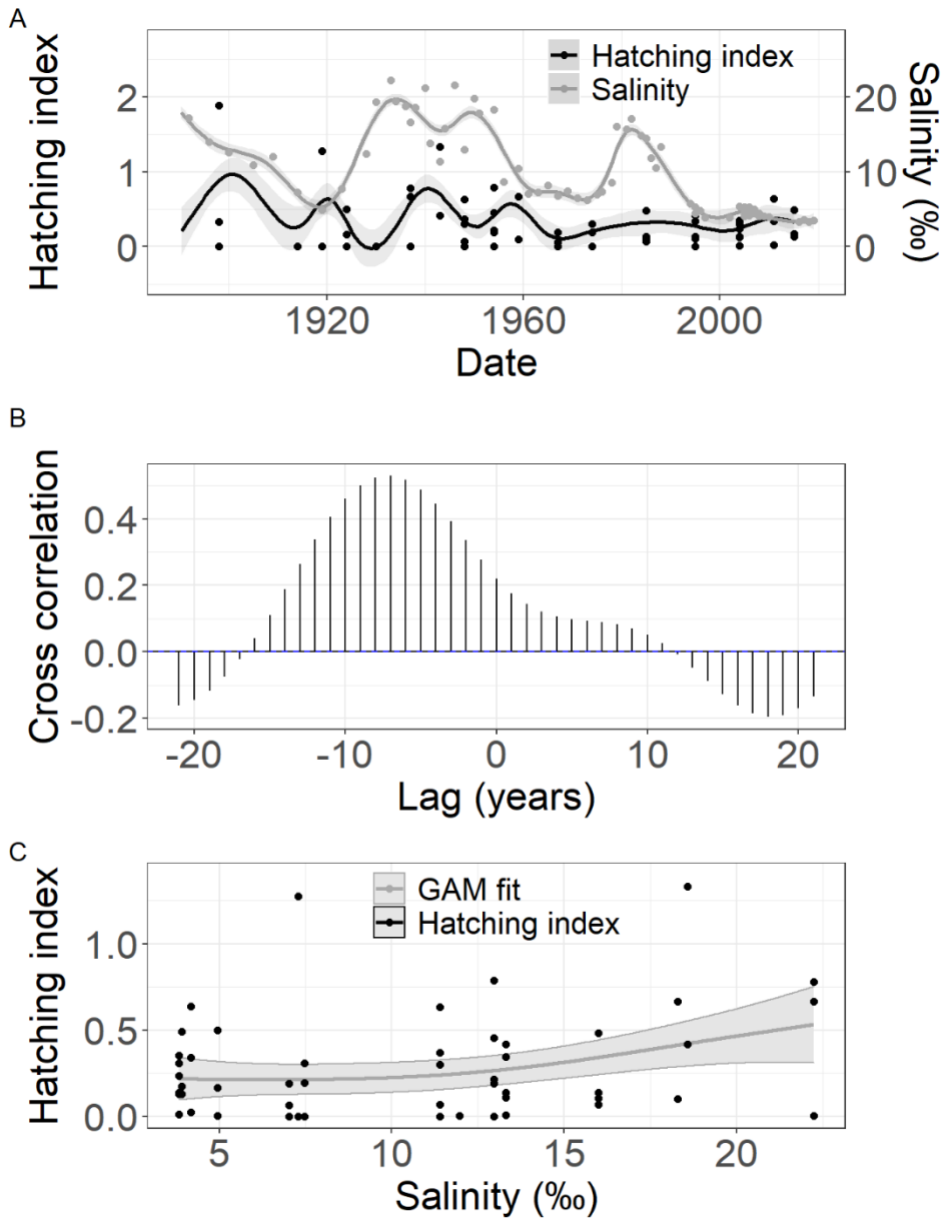 A
Hatching index
Salinity
Hatching index
Salinity (‰)
2
1
0
20
10
0
1920
1960
2000
Date
B
Cross correlation
0.4
0.2
0.0
-0.2
-20
-10
0
10
20
Lag (years)
C
Hatching index
GAM fit
Hatching index
1.0
0.5
0.0
5
10
15
20
Salinity (‰)